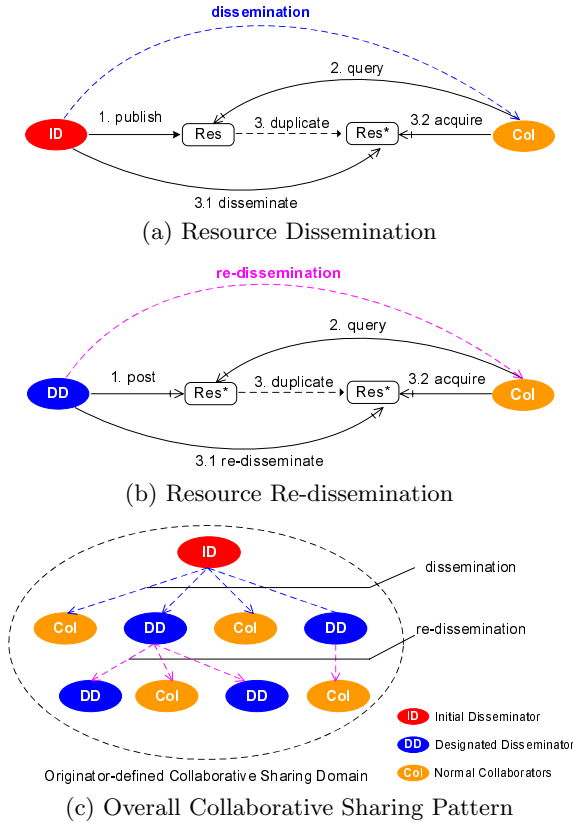 dissemination
2. query
1. publish
3. duplicate
3.2 acquire
ID
Res
Res*
Col
3.1 disseminate
(a) Resource Dissemination
re-dissemination
2. query
1. post
3. duplicate
3.2 acquire
DD
Res*
Res*
Col
3.1 re-disseminate
(b) Resource Re-dissemination
ID
dissemination
Col
DD
Col
DD
re-dissemination
DD
Col
DD
Col
ID Initial Disseminator
DD Designated Disseminator
Col Normal Collaborators
Originator-defined Collaborative Sharing Domain
(c) Overall Collaborative Sharing Pattern